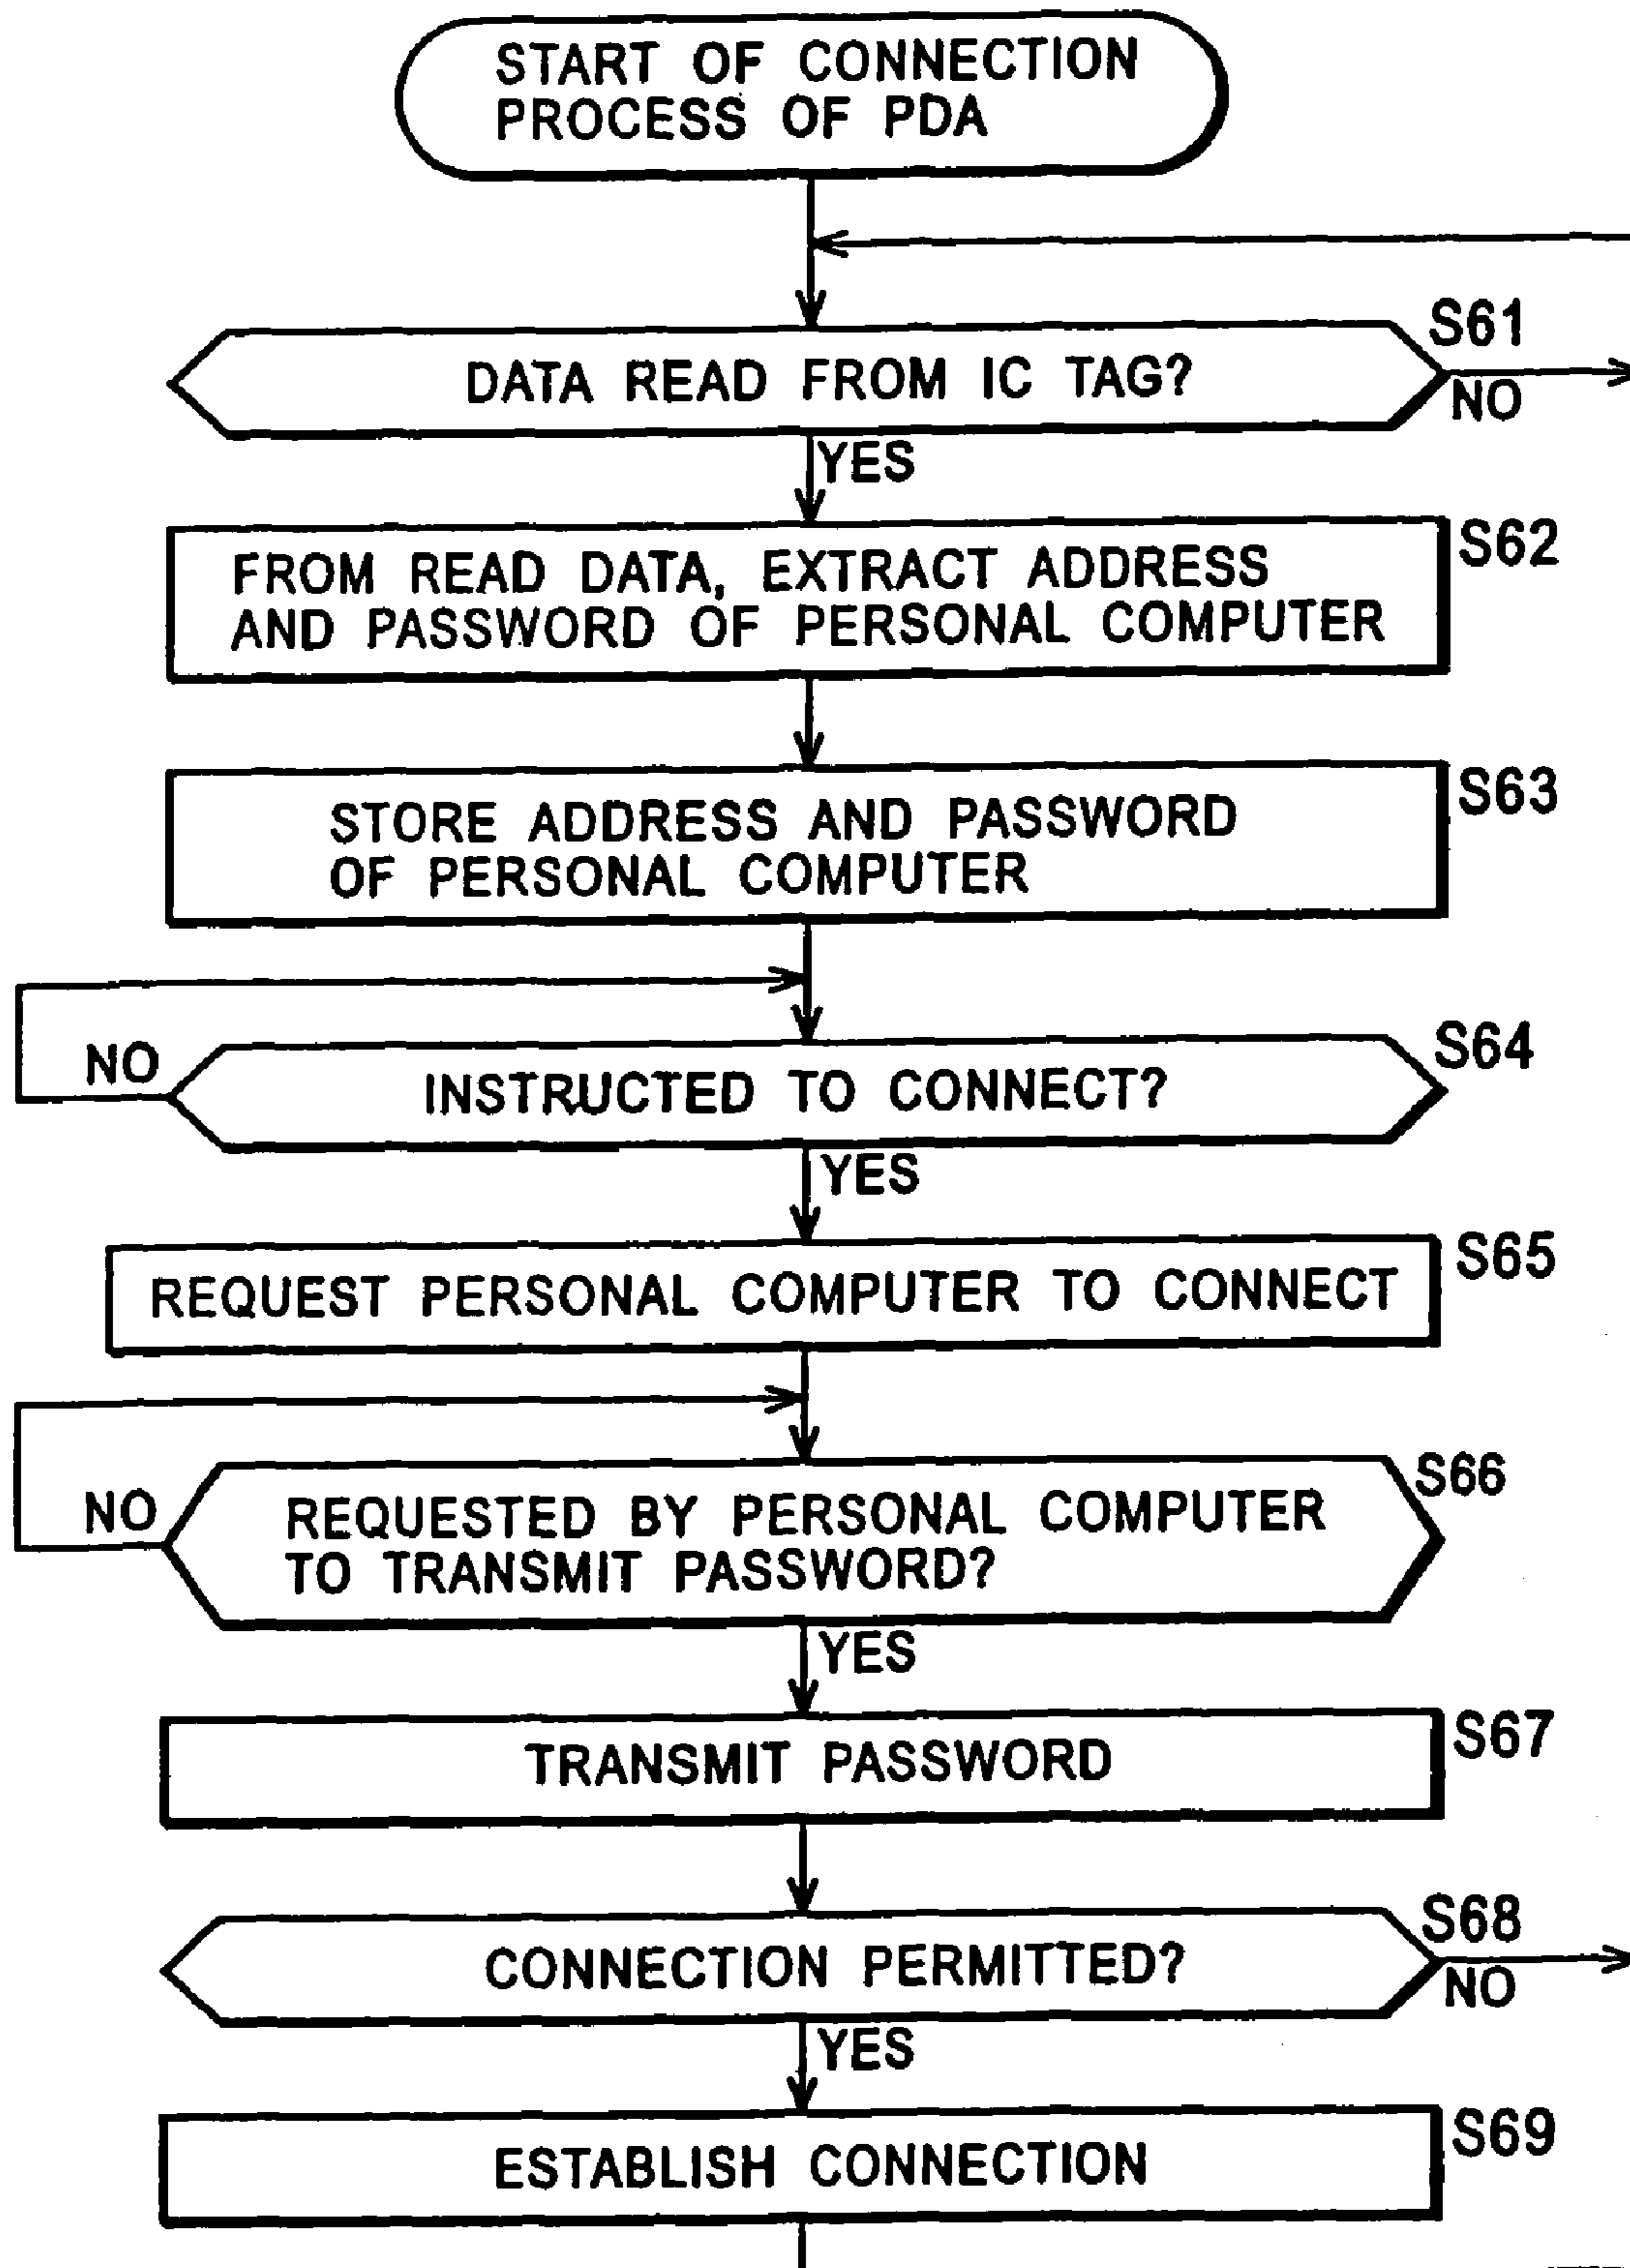 START OF CONNECTION
PROCESS OF PDA
S61
DATA READ FROM IC TAG?
NO
YES
S62
FROM READ DATA, EXTRACT ADDRESS
AND PASSWORD OF PERSONAL COMPUTER
S63
STORE ADDRESS AND PASSWORD
OF PERSONAL COMPUTER
S64
NO
INSTRUCTED TO CONNECT?
YES
S65
REQUEST PERSONAL COMPUTER TO CONNECT
S66
NO
REQUESTED BY PERSONAL COMPUTER
TO TRANSMIT PASSWORD?
YES
S67
TRANSMIT PASSWORD
S68
CONNECTION PERMITTED?
NO
YES
S69
ESTABLISH CONNECTION